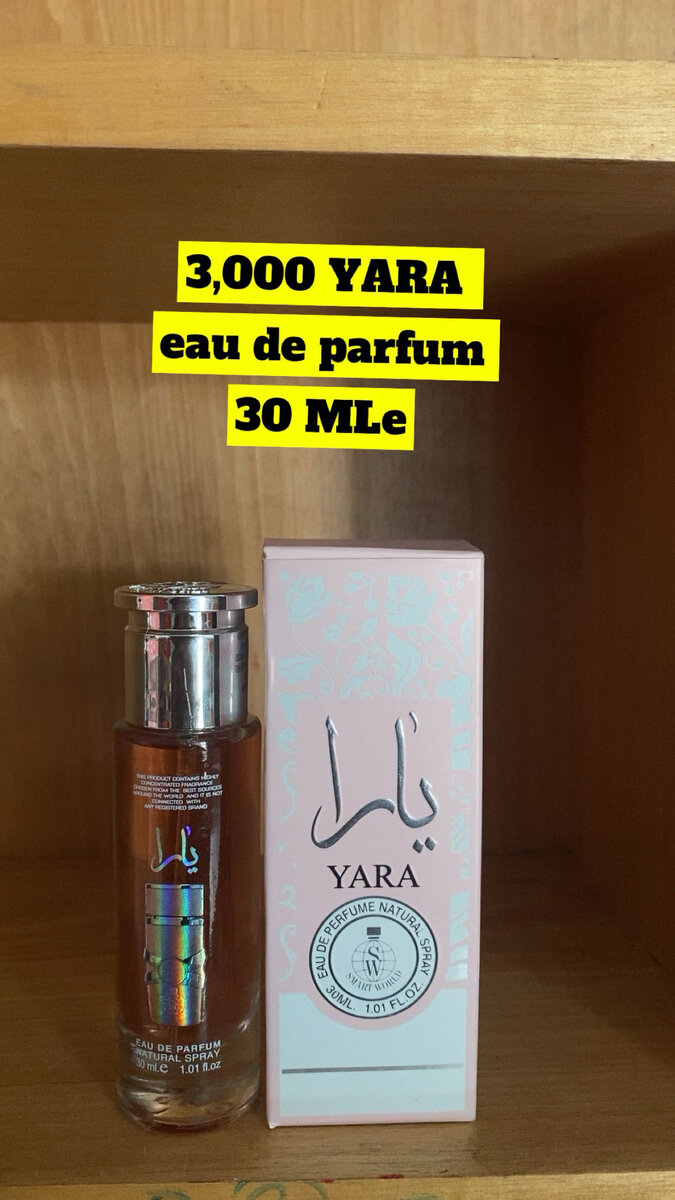 3,000 YARA
eau de parfum
30 MLe
THIS PRODUCT CONTAINS HIGHLY
CONCENTRATED FRAGRANCE
CHOSEN FROM THE BEST SOURCES
AROUND THE WORLD AND IT IS NOT
CONNECTED WITH
ANY REGISTERED BRAND
يارا
EAU DE PARFUM
NATURAL SPRAY
30 mLe 1.01 fl.oz
يارا
YARA
EAU DE PERFUME NATURAL SPRAY
SW
SMART WORLD
30ML. 1.01 FL.OZ.